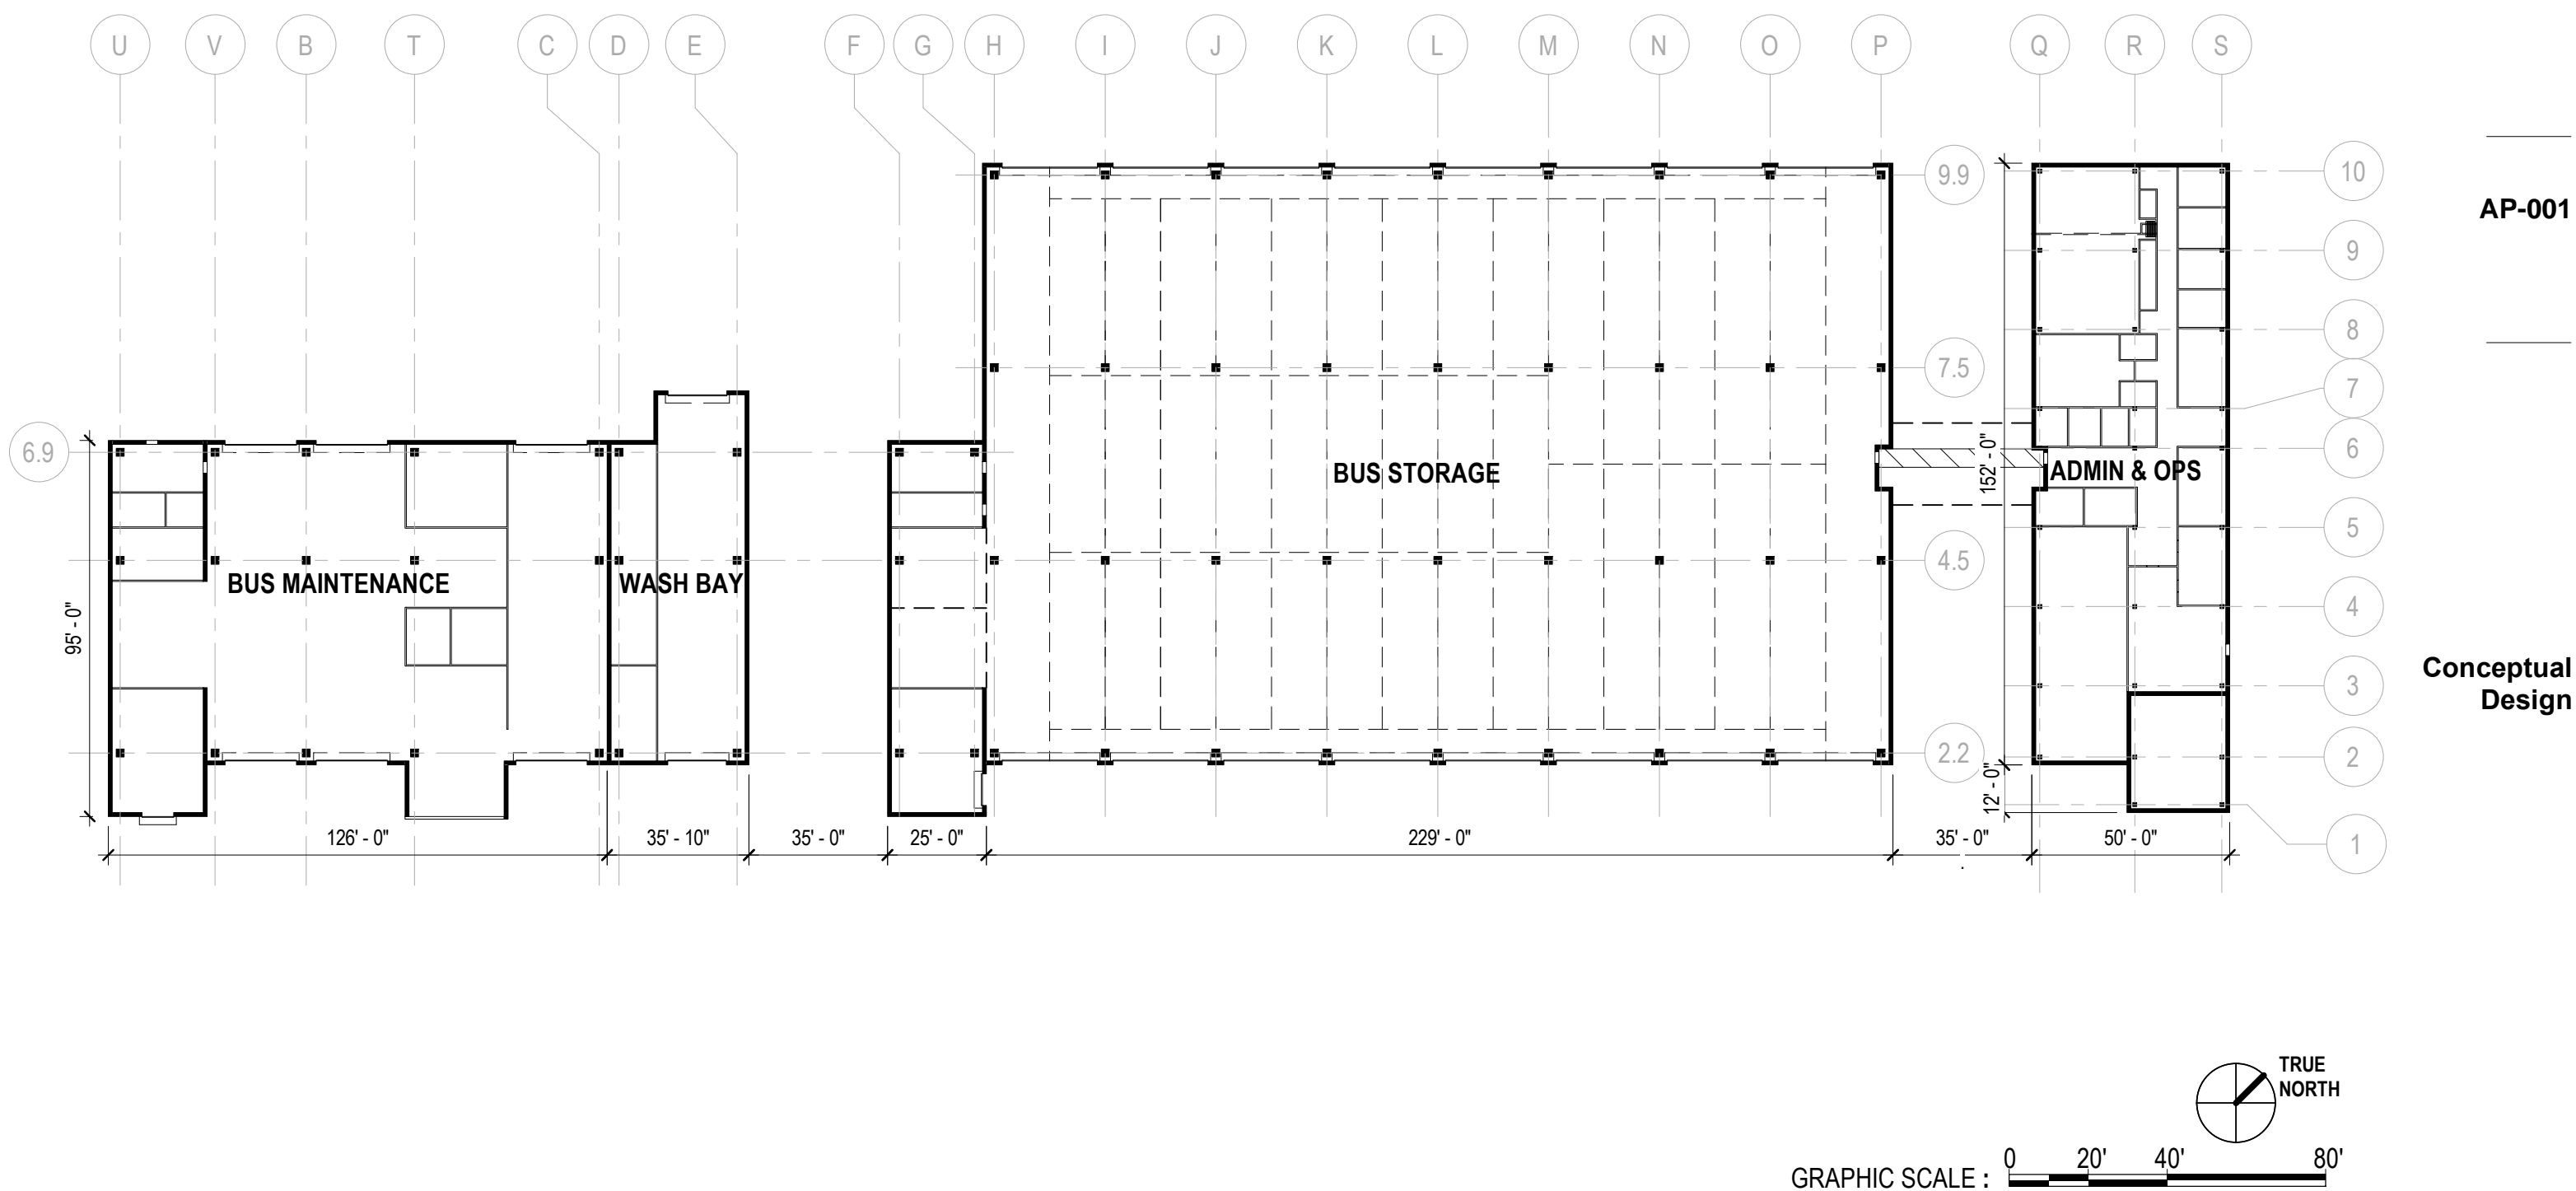 U V B T C D E F G H I J K L M N O P Q R S
10
9.9
AP-001
9
8
7.5
7
6.9
6
152' - 0"
BUS STORAGE
ADMIN & OPS
5
4.5
BUS MAINTENANCE
WASH BAY
4
95' - 0"
3
Conceptual
Design
2.2
2
12' - 0"
126' - 0"
35' - 10"
35' - 0"
25' - 0"
229' - 0"
35' - 0"
50' - 0"
1
TRUE
NORTH
0 20' 40' 80'
GRAPHIC SCALE :